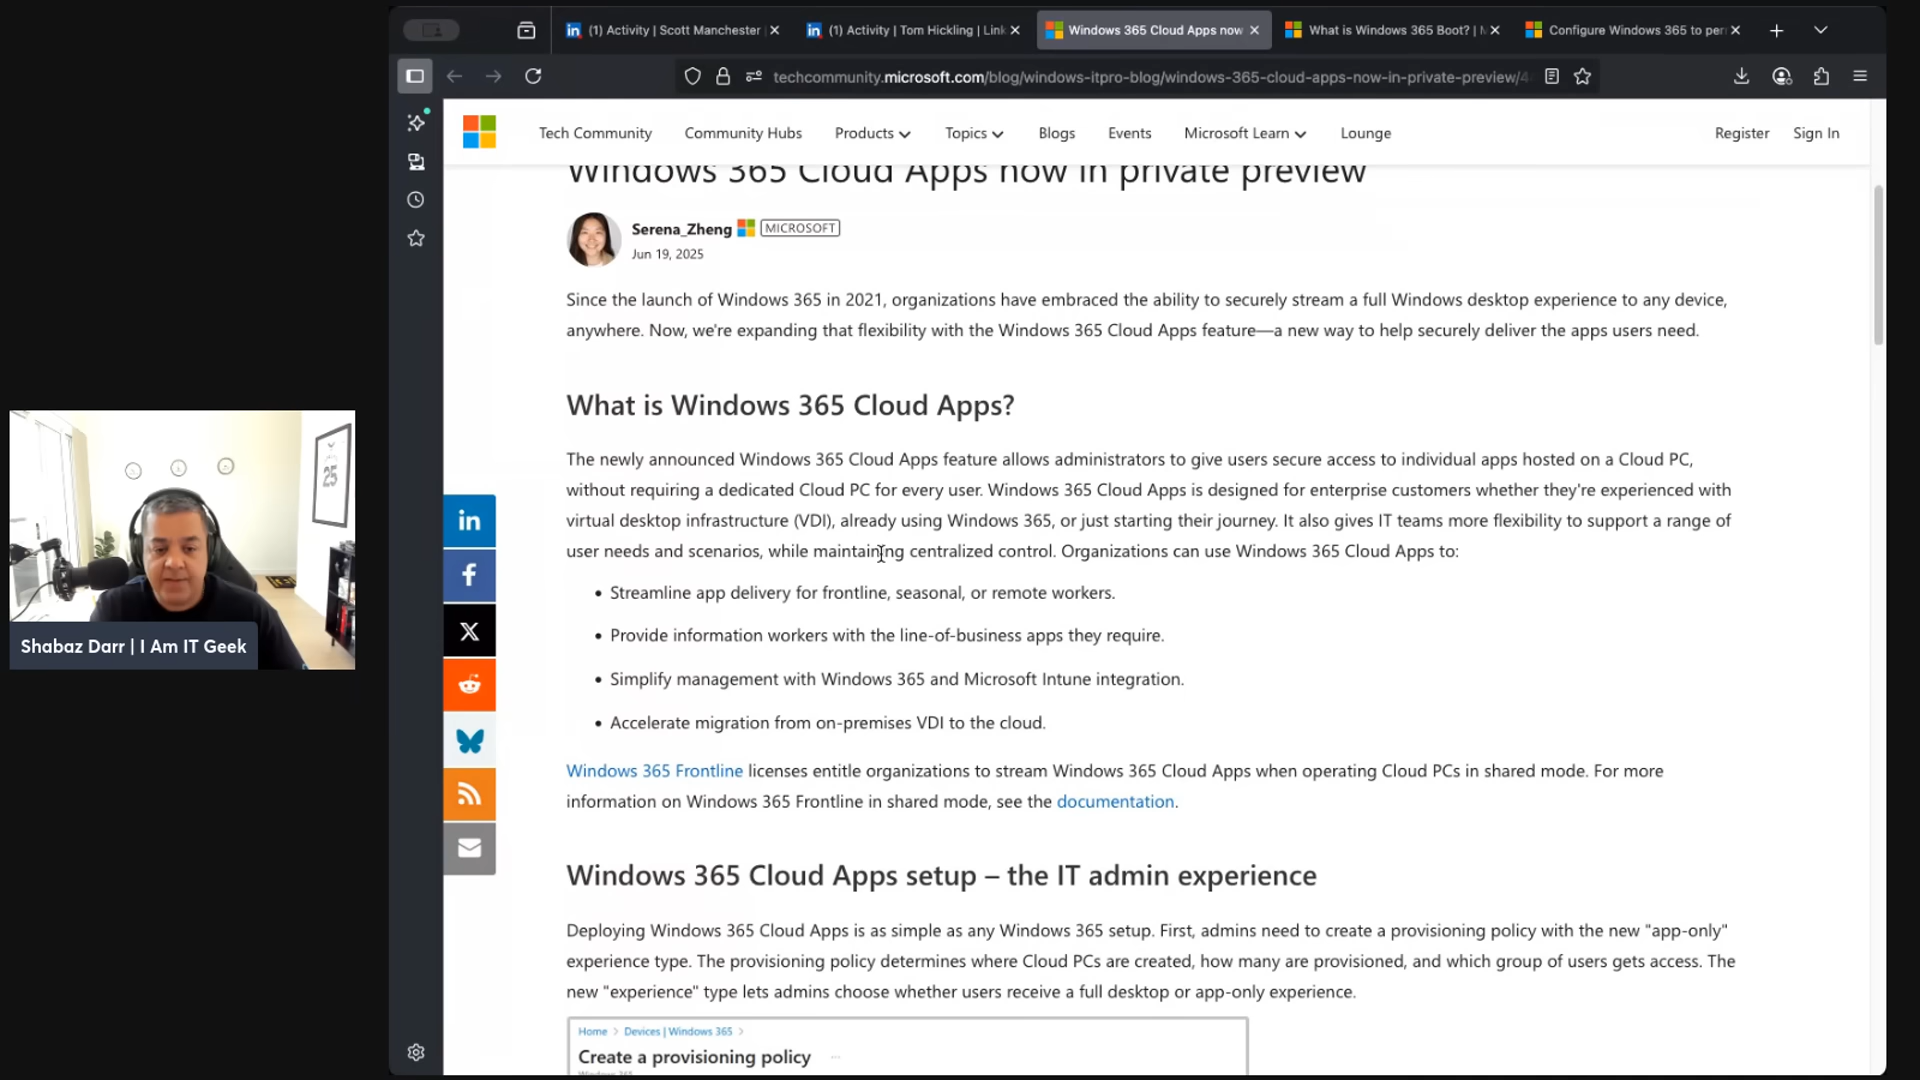 (1) Activity | Scott Manchester
(1) Activity | Tom Hickling | Link
Windows 365 Cloud Apps now
What is Windows 365 Boot? | M
Configure Windows 365 to per
techcommunity.microsoft.com/blog/windows-itpro-blog/windows-365-cloud-apps-now-in-private-preview/4
Tech Community
Community Hubs
Products
Topics
Blogs
Events
Microsoft Learn
Lounge
Register
Sign In
Windows 365 Cloud Apps now in private preview
Serena_Zheng
MICROSOFT
Jun 19, 2025
Since the launch of Windows 365 in 2021, organizations have embraced the ability to securely stream a full Windows desktop experience to any device,
anywhere. Now, we're expanding that flexibility with the Windows 365 Cloud Apps feature—a new way to help securely deliver the apps users need.
What is Windows 365 Cloud Apps?
The newly announced Windows 365 Cloud Apps feature allows administrators to give users secure access to individual apps hosted on a Cloud PC,
without requiring a dedicated Cloud PC for every user. Windows 365 Cloud Apps is designed for enterprise customers whether they're experienced with
virtual desktop infrastructure (VDI), already using Windows 365, or just starting their journey. It also gives IT teams more flexibility to support a range of
user needs and scenarios, while maintaining centralized control. Organizations can use Windows 365 Cloud Apps to:
• Streamline app delivery for frontline, seasonal, or remote workers.
• Provide information workers with the line-of-business apps they require.
• Simplify management with Windows 365 and Microsoft Intune integration.
• Accelerate migration from on-premises VDI to the cloud.
Windows 365 Frontline licenses entitle organizations to stream Windows 365 Cloud Apps when operating Cloud PCs in shared mode. For more
information on Windows 365 Frontline in shared mode, see the documentation.
Windows 365 Cloud Apps setup – the IT admin experience
Deploying Windows 365 Cloud Apps is as simple as any Windows 365 setup. First, admins need to create a provisioning policy with the new "app-only"
experience type. The provisioning policy determines where Cloud PCs are created, how many are provisioned, and which group of users gets access. The
new "experience" type lets admins choose whether users receive a full desktop or app-only experience.
Home > Devices | Windows 365 >
Create a provisioning policy ...
Windows 365
25
Shabaz Darr | I Am IT Geek